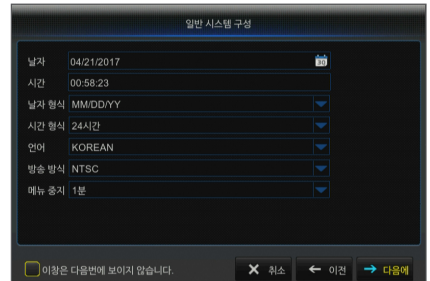 일반 시스템 구성
날자 04/21/2017 30
시간 00:58:23
날자 형식 MM/DD/YY
시간 형식 24시간
언어 KOREAN
방송 방식 NTSC
메뉴 중지 1분
이창은 다음번에 보이지 않습니다. 취소 이전 다음에